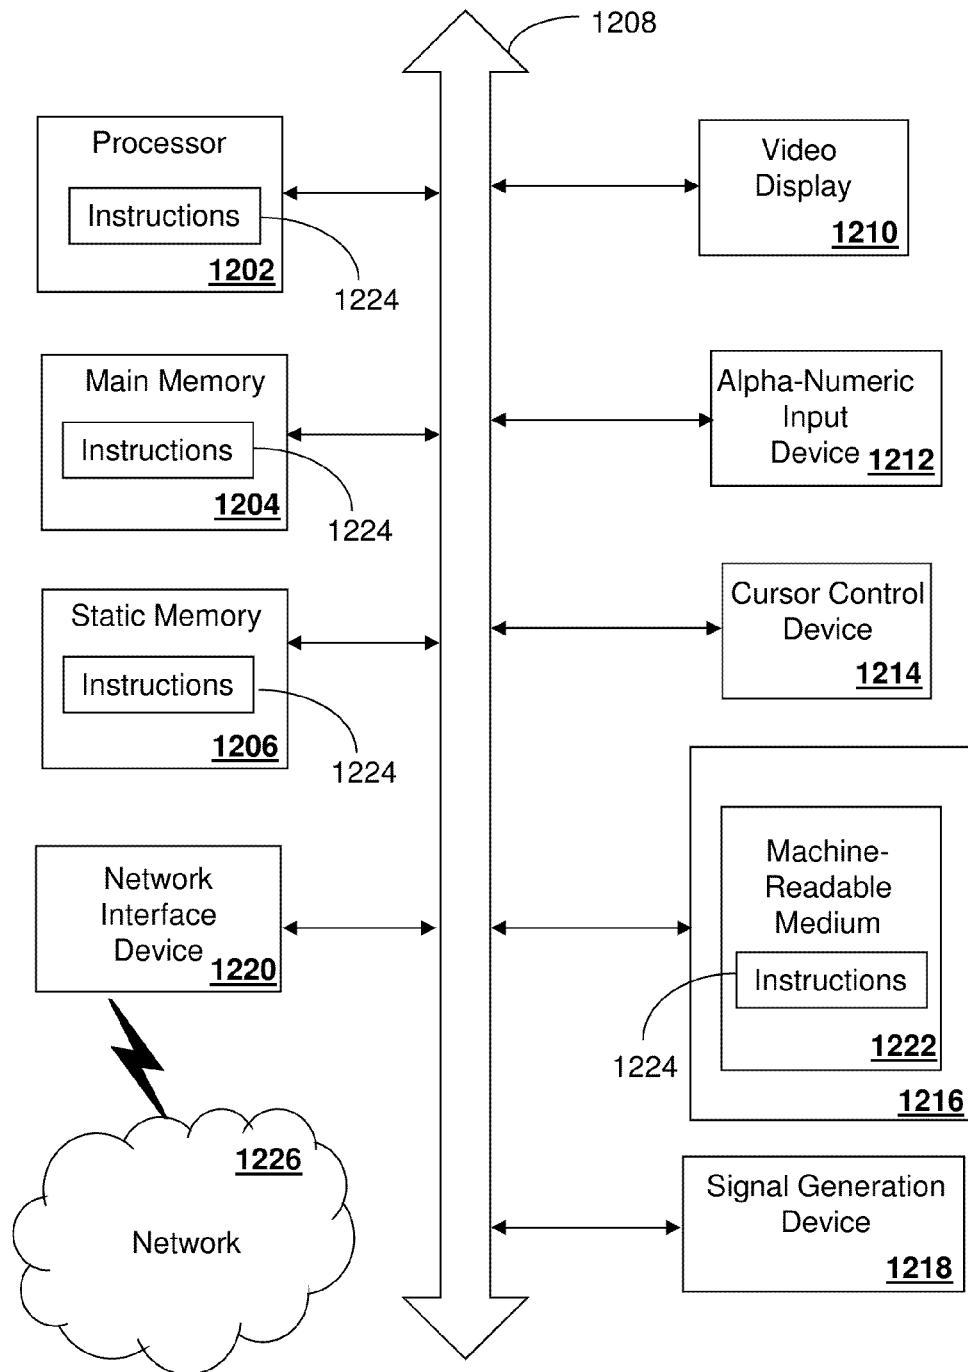 1208
Processor
Instructions
1202
1224
Video
Display
1210
Main Memory
Instructions
1204
1224
Alpha-Numeric
Input
Device
1212
Static Memory
Instructions
1206
1224
Cursor Control
Device
1214
Network
Interface
Device
1220
Machine-
Readable
Medium
Instructions
1222
1224
1216
1226
Network
Signal Generation
Device
1218